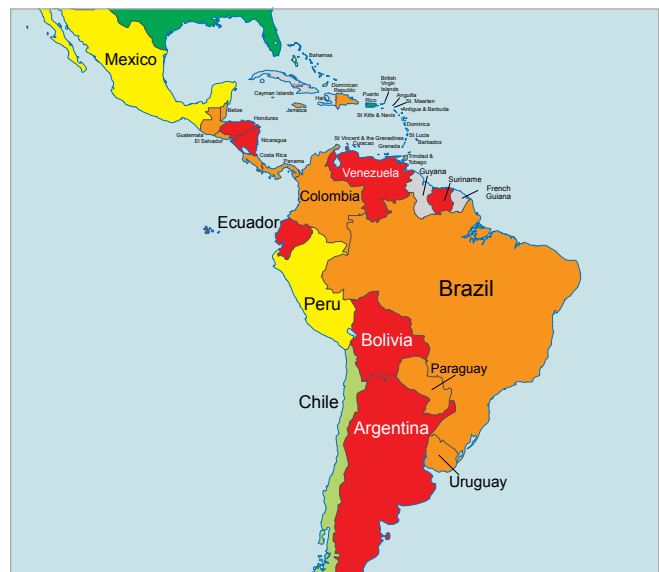 Mexico
Bahamas
Cuba
Cayman Islands
Jamaica
Haiti
Dominican
Republic
Puerto
Rico
British
Virgin
Islands
Anguilla
St. Maarten
Antigua & Barbuda
St Kitts & Nevis
Dominica
St Lucia
Barbados
St Vincent & the Grenadines
Curacao
Grenada
Trinidad &
Tobago
Belize
Honduras
Guatemala
El Salvador
Nicaragua
Costa Rica
Panama
Venezuela
Guyana
Suriname
French
Guiana
Colombia
Ecuador
Brazil
Peru
Bolivia
Paraguay
Chile
Argentina
Uruguay